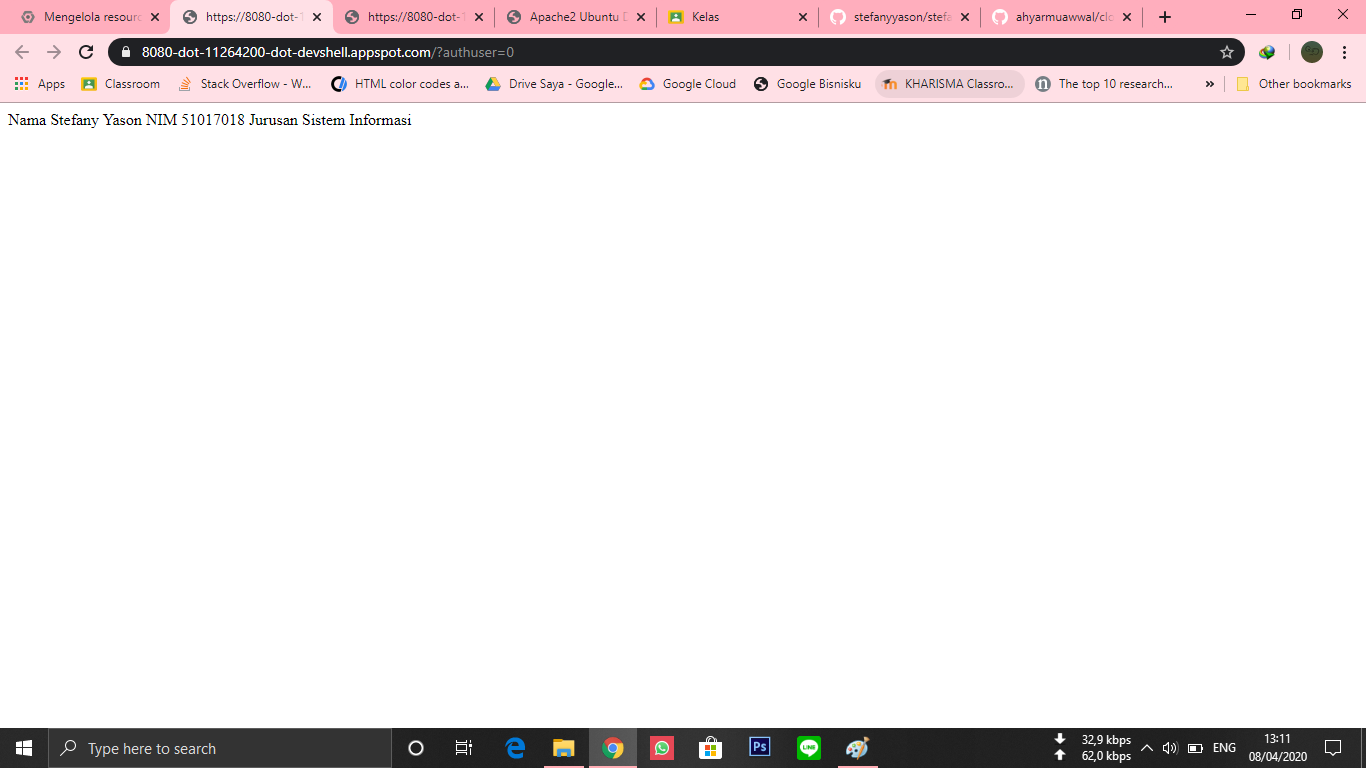 Mengelola resourc
https://8080-dot-1
https://8080-dot-1
Apache2 Ubuntu D
Kelas
stefanyyason/stefa
ahyarmuawwal/clo
8080-dot-11264200-dot-devshell.appspot.com/?authuser=0
Apps
Classroom
Stack Overflow - W...
HTML color codes a...
Drive Saya - Google...
Google Cloud
Google Bisnisku
KHARISMA Classro...
The top 10 research...
»
Other bookmarks
Nama Stefany Yason NIM 51017018 Jurusan Sistem Informasi
Type here to search
Ps
LINE
32,9 kbps
62,0 kbps
ENG
13:11
08/04/2020